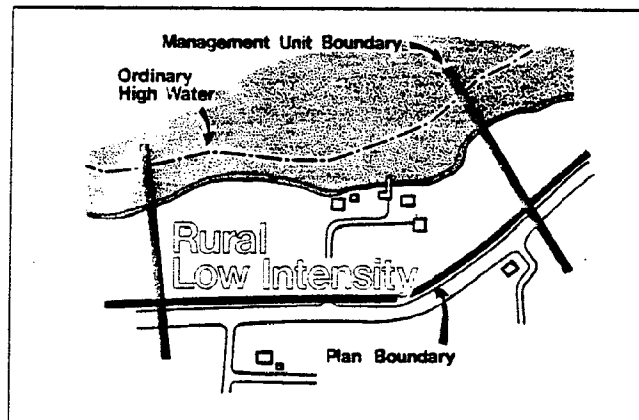 Management Unit Boundary
Ordinary
High Water
Rural
Low Intensity
Plan Boundary